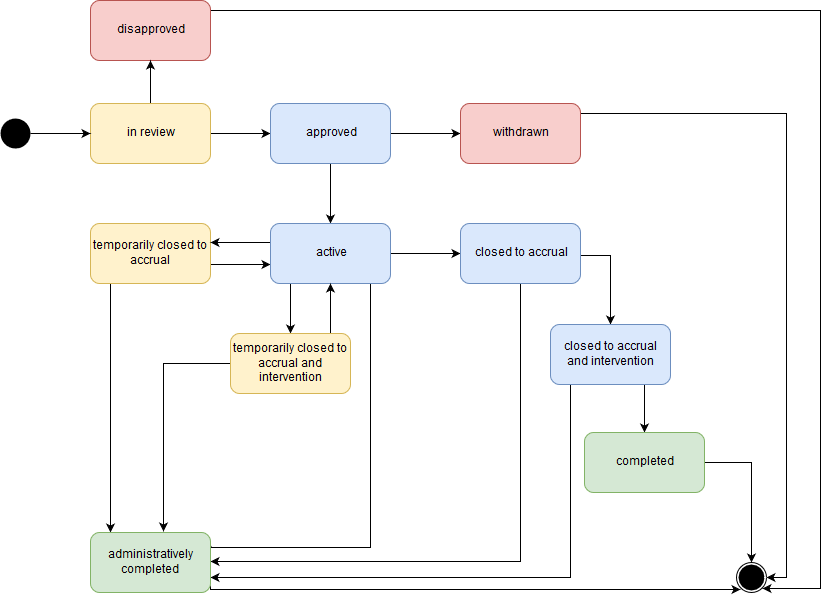 disapproved
in review
approved
withdrawn
temporarily closed to
accrual
active
closed to accrual
temporarily closed to
accrual and
intervention
closed to accrual
and intervention
completed
administratively
completed